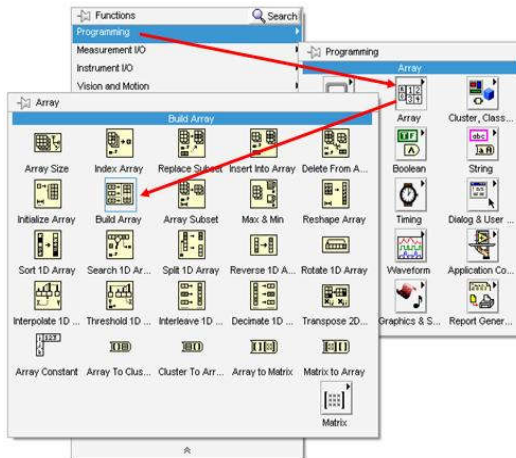 Functions
Search
Programming
Measurement I/O
Instrument I/O
Vision and Motion
Programming
Array
Array
Cluster, Class...
Boolean
String
Timing
Dialog & User ...
Waveform
Application Co...
Graphics & S...
Report Gener...
Array
Build Array
Array Size
Index Array
Replace Subset
Insert Into Array
Delete From A...
Initialize Array
Build Array
Array Subset
Max & Min
Reshape Array
Sort 1D Array
Search 1D Ar...
Split 1D Array
Reverse 1D A...
Rotate 1D Array
Interpolate 1D ...
Threshold 1D ...
Interleave 1D ...
Decimate 1D ...
Transpose 2D...
Array Constant
Array To Clus...
Cluster To Arr...
Array to Matrix
Matrix to Array
Matrix